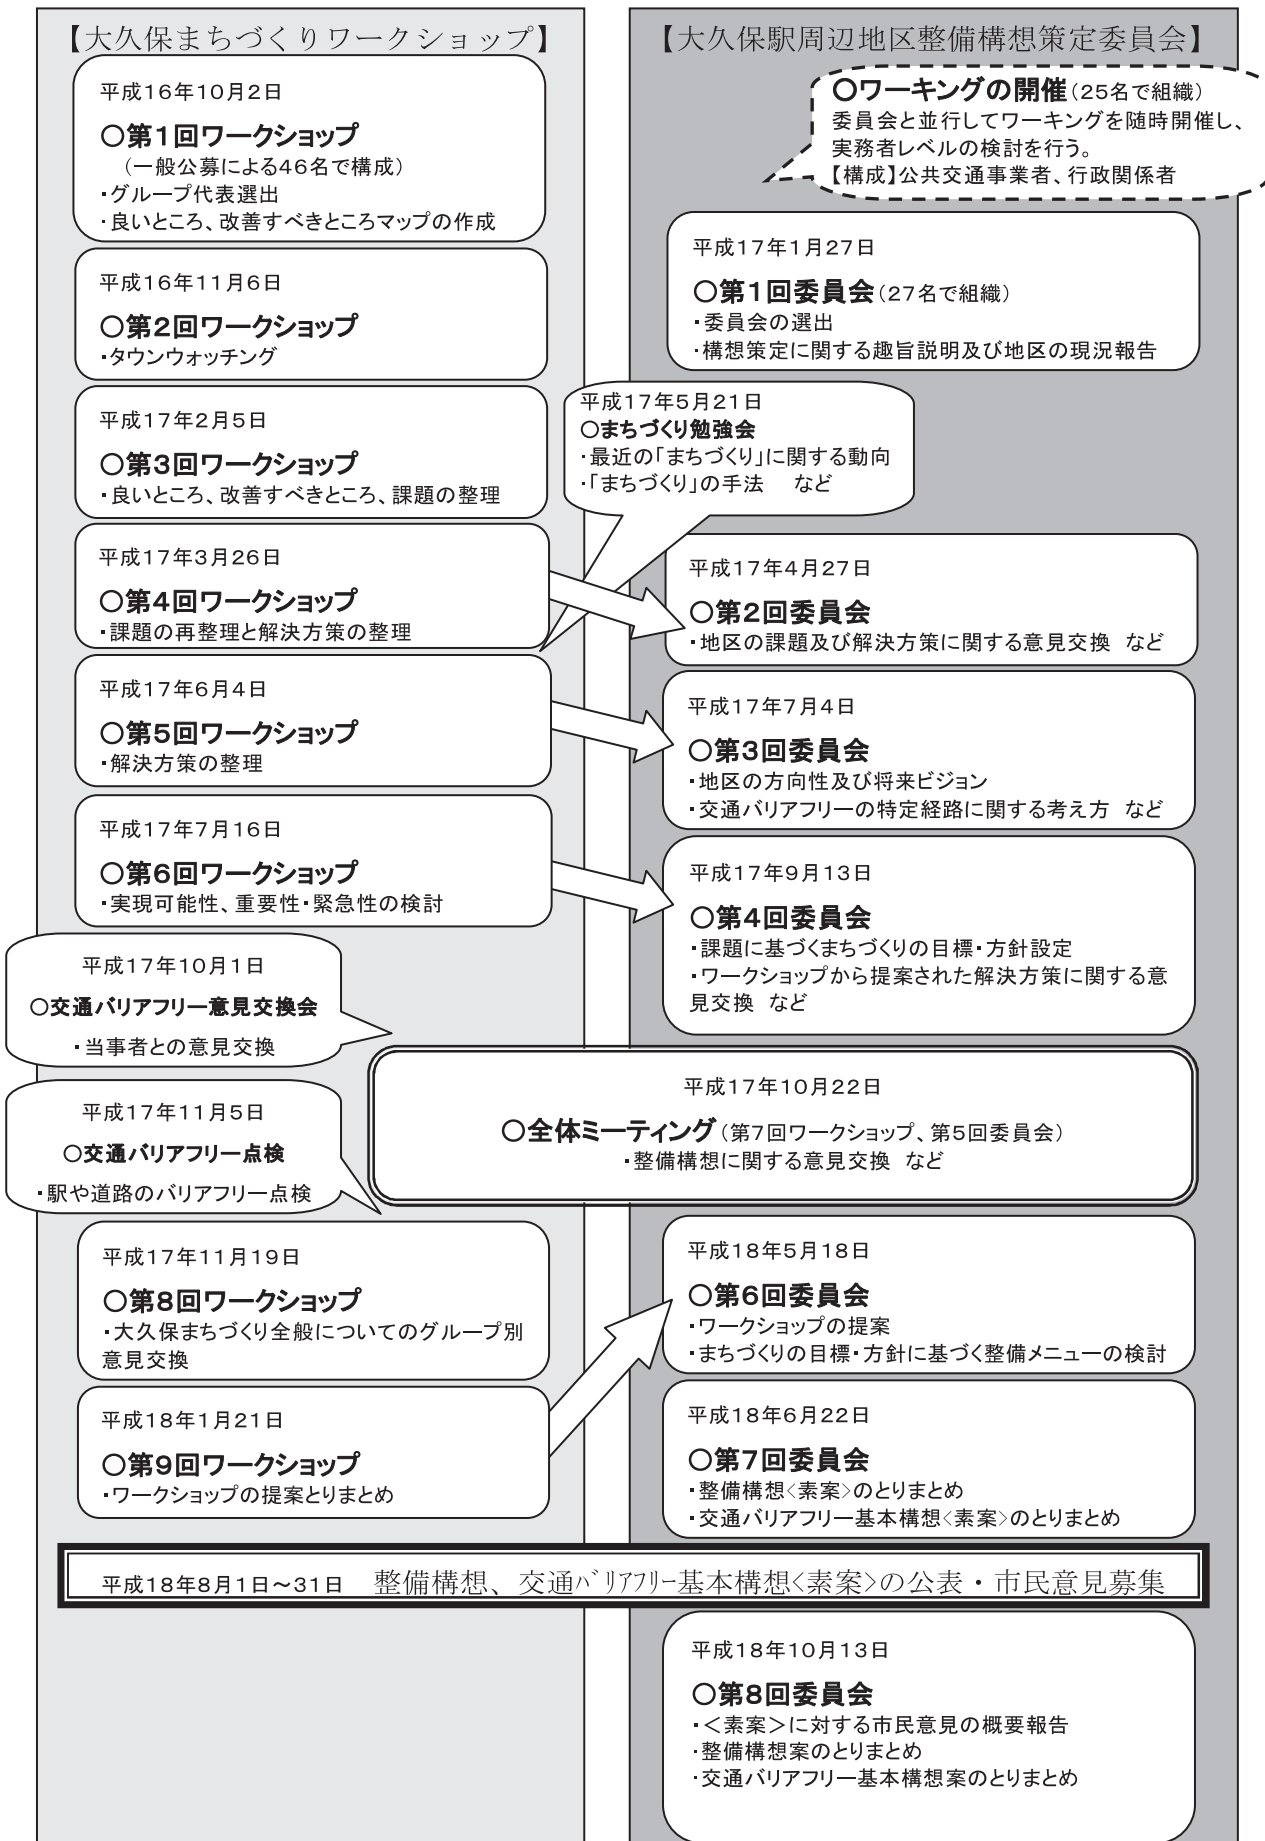 【大久保まちづくりワークショップ】
平成16年10月2日
○第1回ワークショップ
（一般公募による46名で構成）
・グループ代表選出
・良いところ、改善すべきところマップの作成
平成16年11月6日
○第2回ワークショップ
・タウンウォッチング
平成17年2月5日
○第3回ワークショップ
・良いところ、改善すべきところ、課題の整理
平成17年3月26日
○第4回ワークショップ
・課題の再整理と解決方策の整理
平成17年5月21日
○まちづくり勉強会
・最近の「まちづくり」に関する動向
・「まちづくり」の手法　など
平成17年6月4日
○第5回ワークショップ
・解決方策の整理
平成17年7月16日
○第6回ワークショップ
・実現可能性、重要性・緊急性の検討
平成17年10月1日
○交通バリアフリー意見交換会
・当事者との意見交換
平成17年11月5日
○交通バリアフリー点検
・駅や道路のバリアフリー点検
平成17年11月19日
○第8回ワークショップ
・大久保まちづくり全般についてのグループ別
意見交換
平成18年1月21日
○第9回ワークショップ
・ワークショップの提案とりまとめ
【大久保駅周辺地区整備構想策定委員会】
○ワーキングの開催（25名で組織）
委員会と並行してワーキングを随時開催し、
実務者レベルの検討を行う。
【構成】公共交通事業者、行政関係者
平成17年1月27日
○第1回委員会（27名で組織）
・委員会の選出
・構想策定に関する趣旨説明及び地区の現況報告
平成17年4月27日
○第2回委員会
・地区の課題及び解決方策に関する意見交換　など
平成17年7月4日
○第3回委員会
・地区の方向性及び将来ビジョン
・交通バリアフリーの特定経路に関する考え方　など
平成17年9月13日
○第4回委員会
・課題に基づくまちづくりの目標・方針設定
・ワークショップから提案された解決方策に関する意
見交換　など
平成17年10月22日
○全体ミーティング（第7回ワークショップ、第5回委員会）
・整備構想に関する意見交換　など
平成18年5月18日
○第6回委員会
・ワークショップの提案
・まちづくりの目標・方針に基づく整備メニューの検討
平成18年6月22日
○第7回委員会
・整備構想<素案>のとりまとめ
・交通バリアフリー基本構想<素案>のとりまとめ
平成18年8月1日～31日　整備構想、交通ﾊﾞﾘｱﾌﾘｰ基本構想<素案>の公表・市民意見募集
平成18年10月13日
○第8回委員会
・＜素案＞に対する市民意見の概要報告
・整備構想案のとりまとめ
・交通バリアフリー基本構想案のとりまとめ